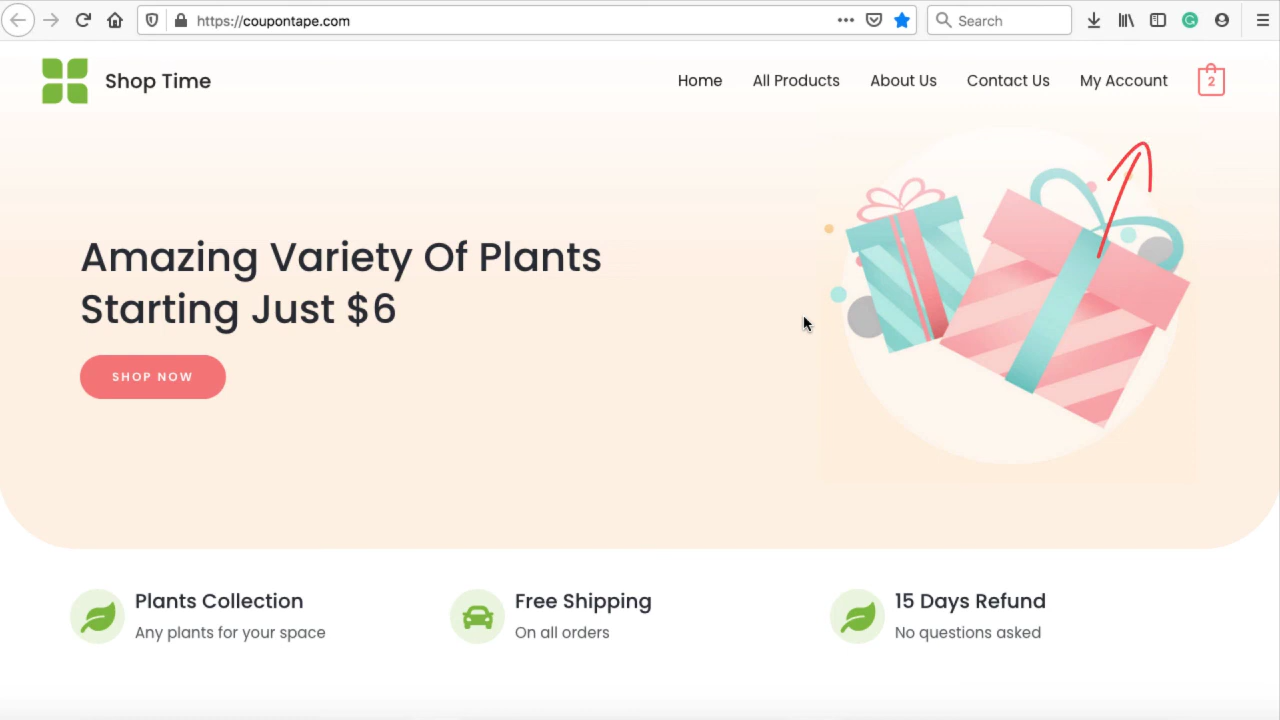 https://coupontape.com
Search
Shop Time
Home
All Products
About Us
Contact Us
My Account
2
Amazing Variety Of Plants
Starting Just $6
SHOP NOW
Plants Collection
Any plants for your space
Free Shipping
On all orders
15 Days Refund
No questions asked